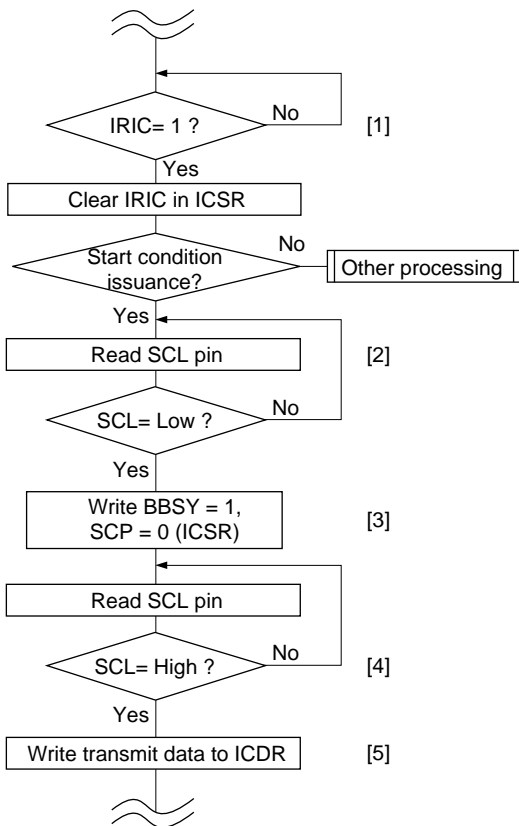 IRIC= 1 ?
No
[1]
Yes
Clear IRIC in ICSR
Start condition
issuance?
No
Other processing
Yes
Read SCL pin
[2]
SCL= Low ?
No
Yes
Write BBSY = 1,
SCP = 0 (ICSR)
[3]
Read SCL pin
SCL= High ?
No
[4]
Yes
Write transmit data to ICDR
[5]